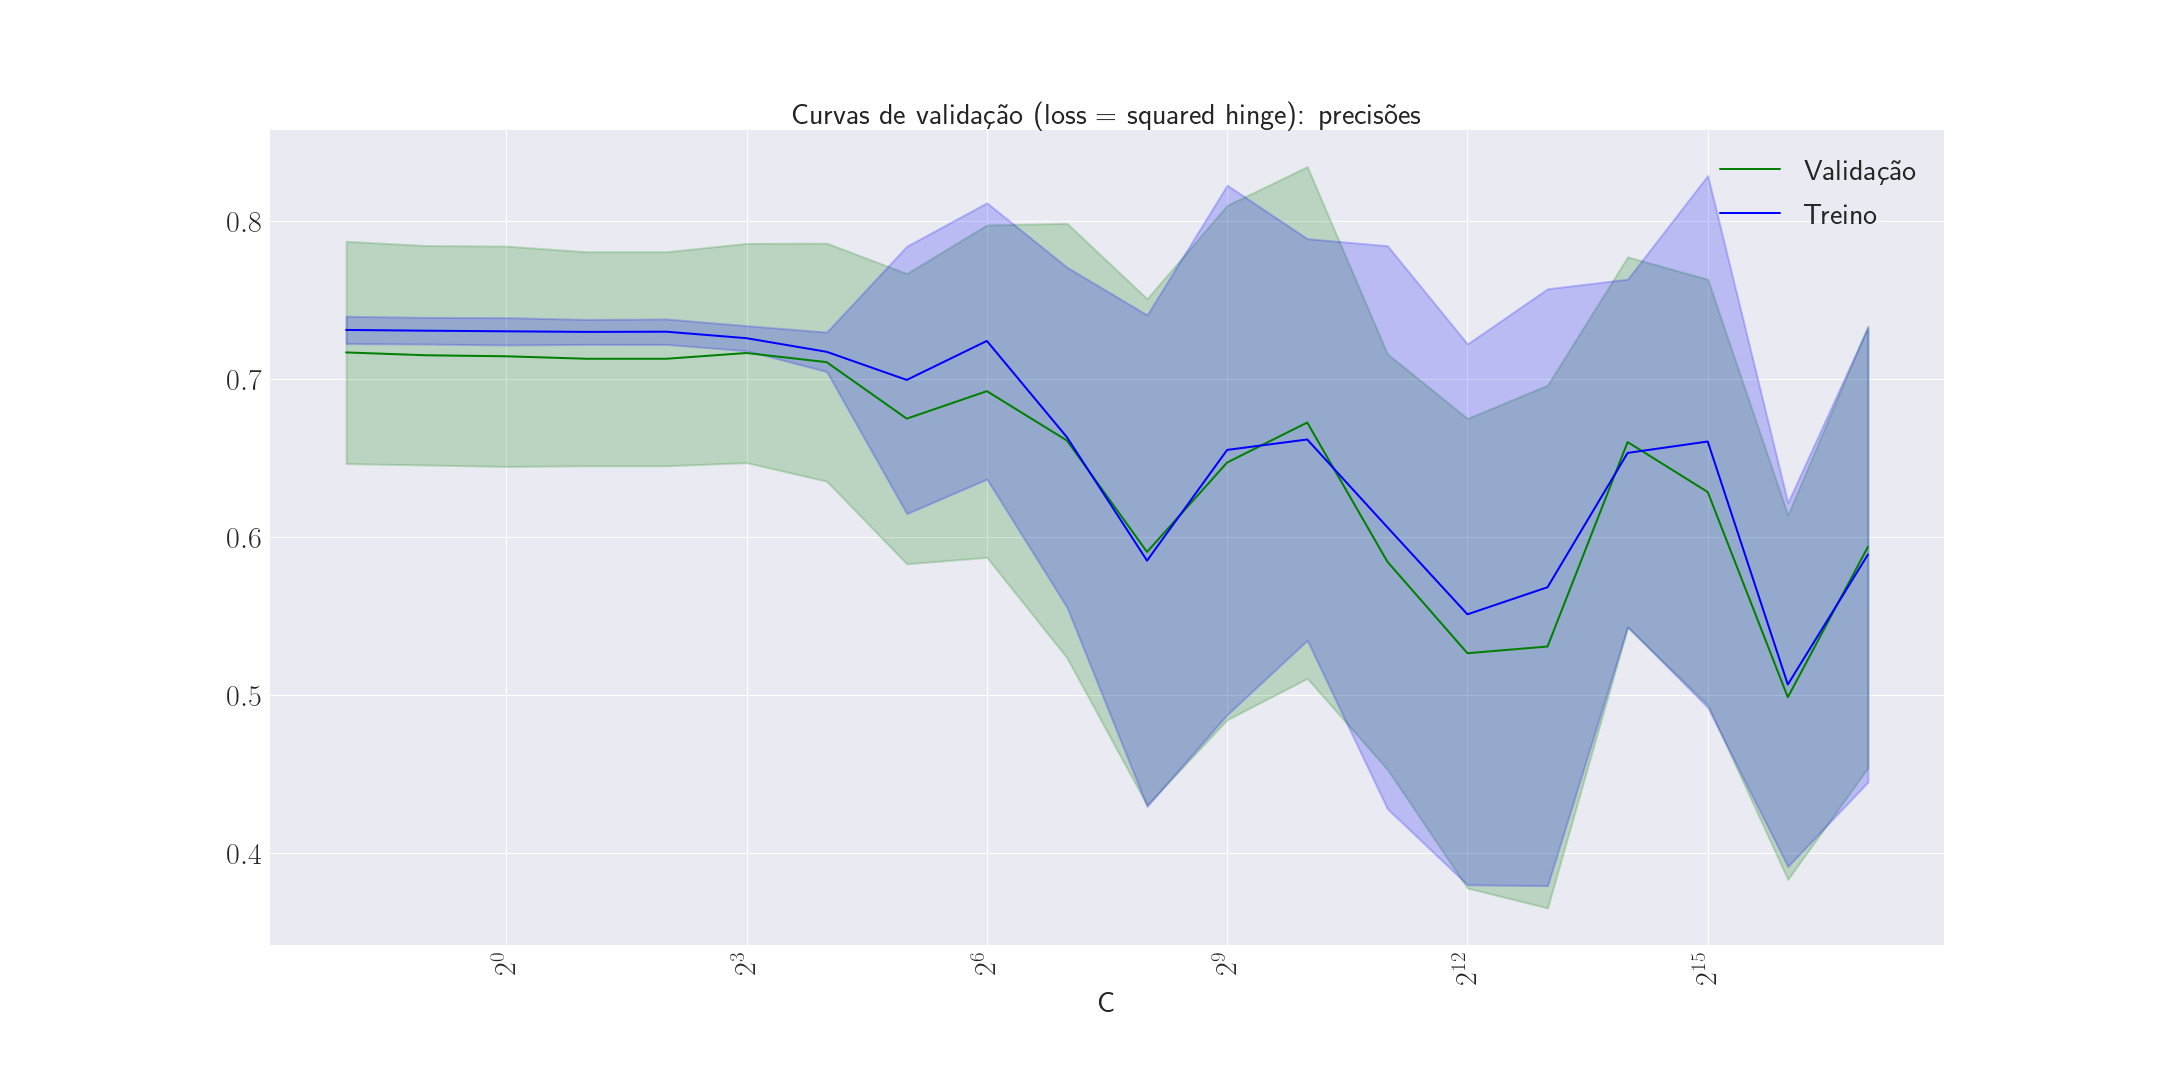 Curvas de validação (loss = squared hinge): precisões
Validação
Treino
0.8
0.7
0.6
0.5
0.4
2^0 2^3 2^6 2^9 2^12 2^15
C